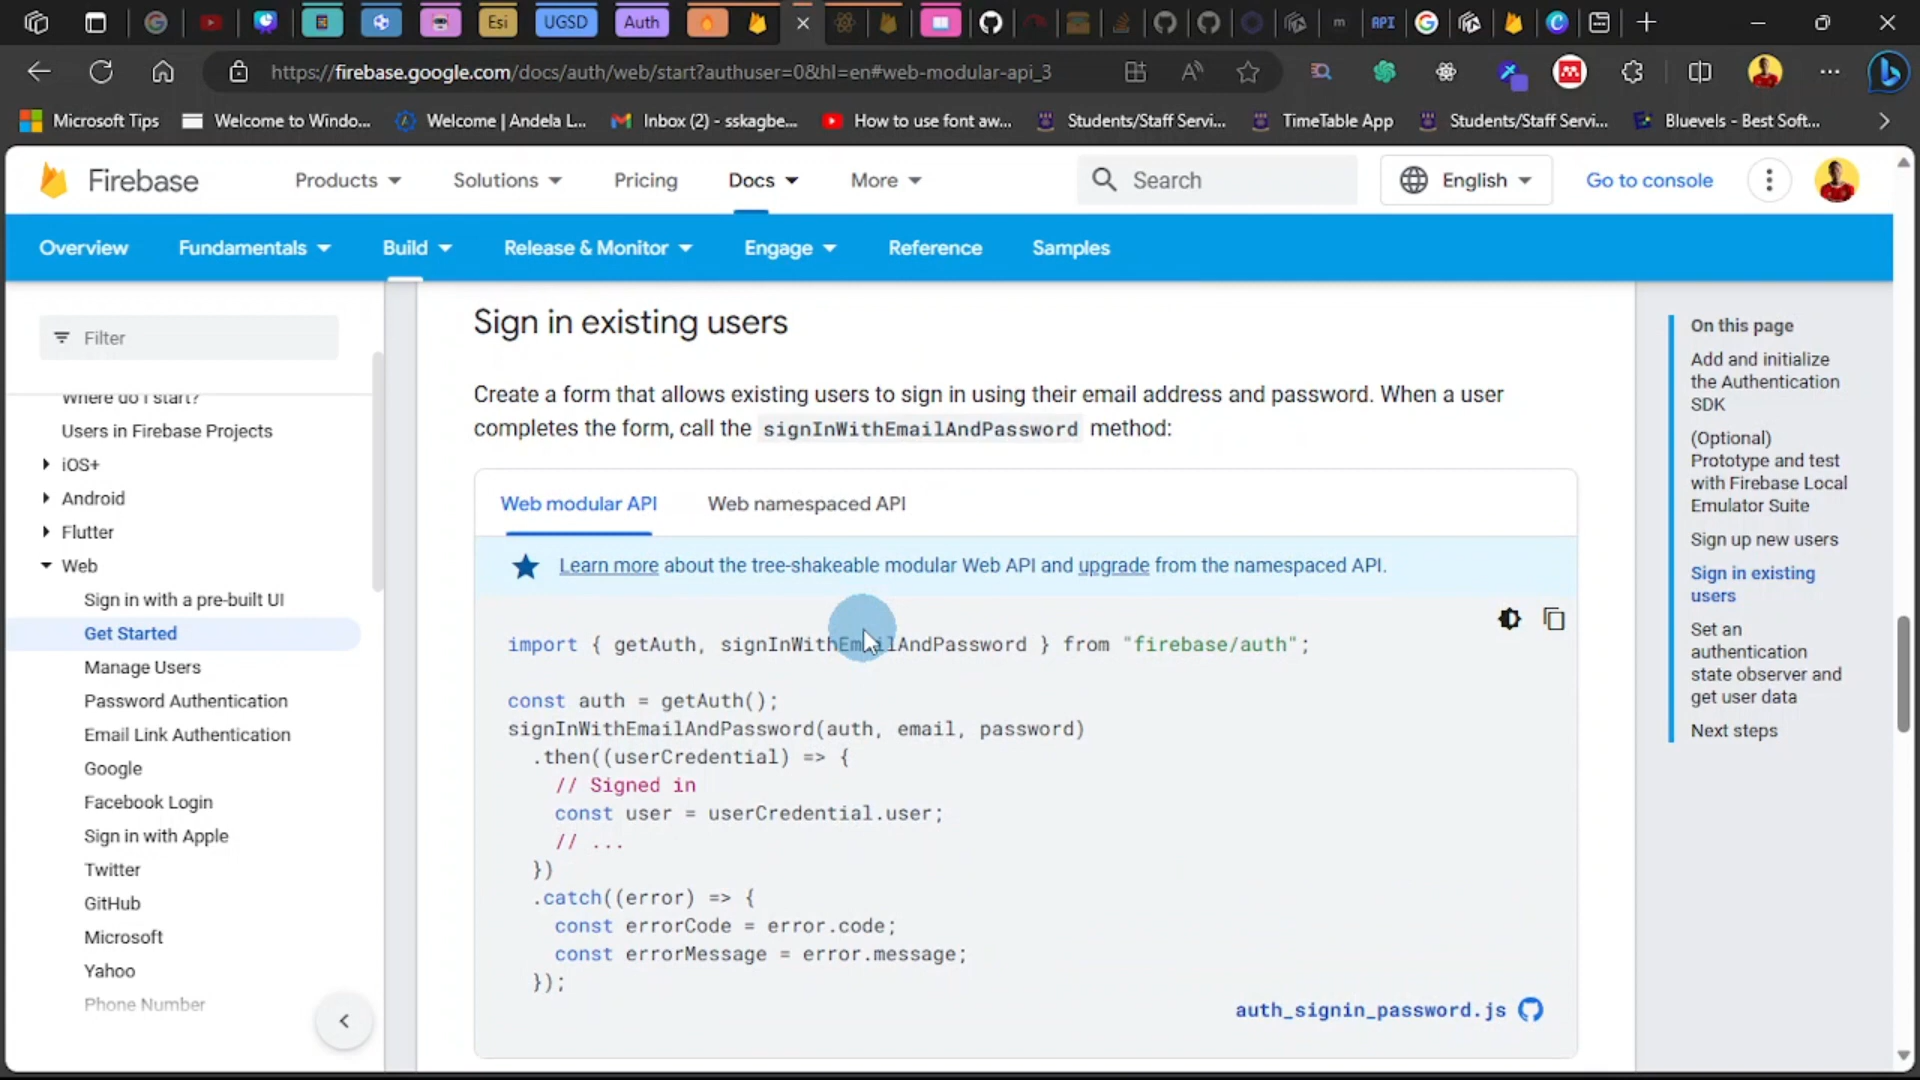 Esi
UGSD
Auth
m
API
https://firebase.google.com/docs/auth/web/start?authuser=0&hl=en#web-modular-api_3
Microsoft Tips
Welcome to Windo...
Welcome | Andela L...
Inbox (2) - sskagbe...
How to use font aw...
Students/Staff Servi...
TimeTable App
Students/Staff Servi...
Bluevels - Best Soft...
Firebase
Products
Solutions
Pricing
Docs
More
Search
English
Go to console
Overview
Fundamentals
Build
Release & Monitor
Engage
Reference
Samples
Filter
Where do I start?
Users in Firebase Projects
iOS+
Android
Flutter
Web
Sign in with a pre-built UI
Get Started
Manage Users
Password Authentication
Email Link Authentication
Google
Facebook Login
Sign in with Apple
Twitter
GitHub
Microsoft
Yahoo
Phone Number
Sign in existing users
Create a form that allows existing users to sign in using their email address and password. When a user
completes the form, call the signInWithEmailAndPassword method:
Web modular API
Web namespaced API
Learn more about the tree-shakeable modular Web API and upgrade from the namespaced API.
import { getAuth, signInWithEmailAndPassword } from "firebase/auth";
const auth = getAuth();
signInWithEmailAndPassword(auth, email, password)
.then((userCredential) => {
// Signed in
const user = userCredential.user;
// ...
})
.catch((error) => {
const errorCode = error.code;
const errorMessage = error.message;
});
auth_signin_password.js
On this page
Add and initialize
the Authentication
SDK
(Optional)
Prototype and test
with Firebase Local
Emulator Suite
Sign up new users
Sign in existing
users
Set an
authentication
state observer and
get user data
Next steps